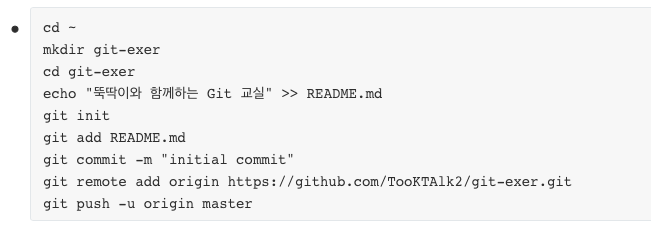 cd ~
mkdir git-exer
cd git-exer
echo "뚝딱이와 함께하는 Git 교실" >> README.md
git init
git add README.md
git commit -m "initial commit"
git remote add origin https://github.com/TooKTAlk2/git-exer.git
git push -u origin master